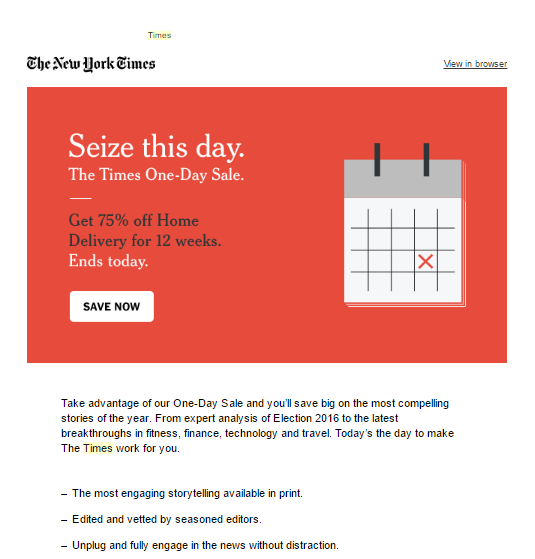 Times
The New York Times
View in browser
Seize this day.
The Times One-Day Sale.
Get 75% off Home
Delivery for 12 weeks.
Ends today.
SAVE NOW
Take advantage of our One-Day Sale and you'll save big on the most compelling
stories of the year. From expert analysis of Election 2016 to the latest
breakthroughs in fitness, finance, technology and travel. Today's the day to make
The Times work for you.
– The most engaging storytelling available in print.
– Edited and vetted by seasoned editors.
– Unplug and fully engage in the news without distraction.